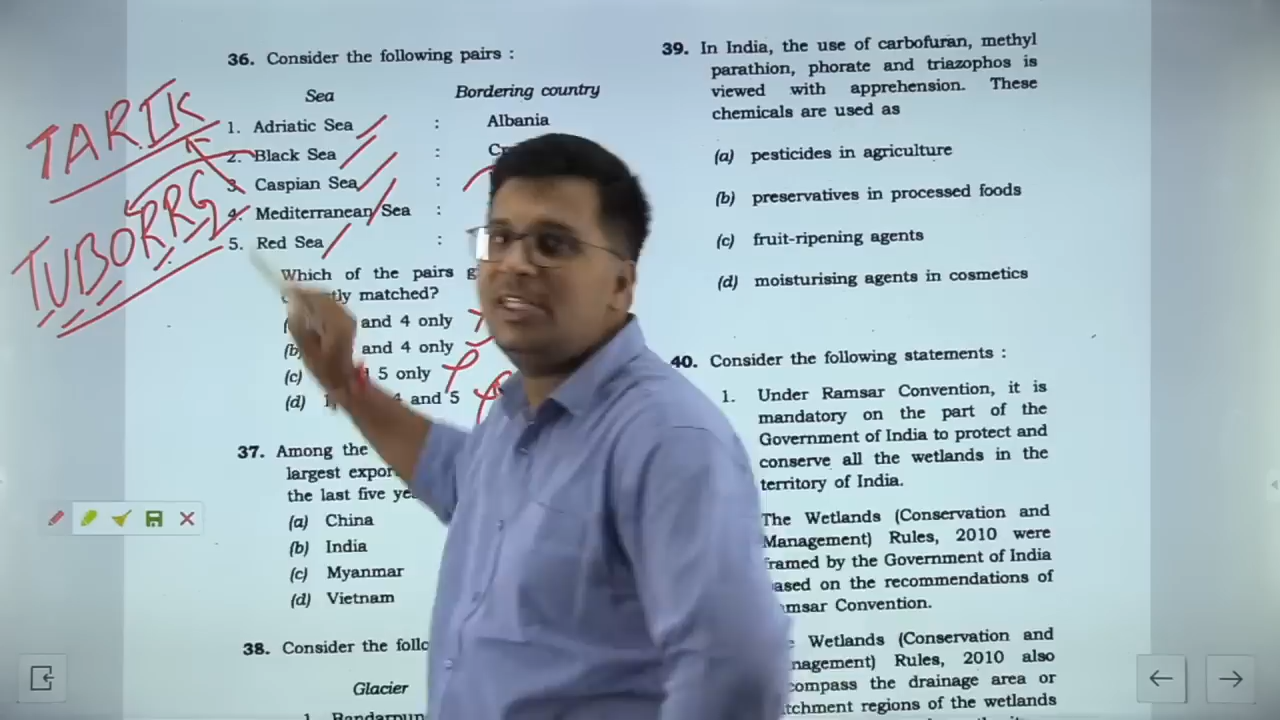 TARIK
TUBORRG
36. Consider the following pairs :
Sea Bordering country
1. Adriatic Sea : Albania
2. Black Sea :
3. Caspian Sea :
4. Mediterranean Sea :
5. Red Sea :
Which of the pairs
matched?
and 4 only
(b) and 4 only
(c) 5 only
(d) 4 and 5
37. Among the
largest
the last five
(a) China
(b) India
(c) Myanmar
(d) Vietnam
38. Consider the
Glacier
1.
39. In India, the use of carbofuran, methyl
parathion, phorate and triazophos is
viewed with apprehension. These
chemicals are used as
(a) pesticides in agriculture
(b) preservatives in processed foods
(c) fruit-ripening agents
(d) moisturising agents in cosmetics
40. Consider the following statements :
1. Under Ramsar Convention, it is
mandatory on the part of the
Government of India to protect and
conserve all the wetlands in the
territory of India.
The Wetlands (Conservation and
Management) Rules, 2010 were
framed by the Government of India
based on the recommendations of
Ramsar Convention.
Wetlands (Conservation and
Rules, 2010 also
the drainage area or
regions of the wetlands